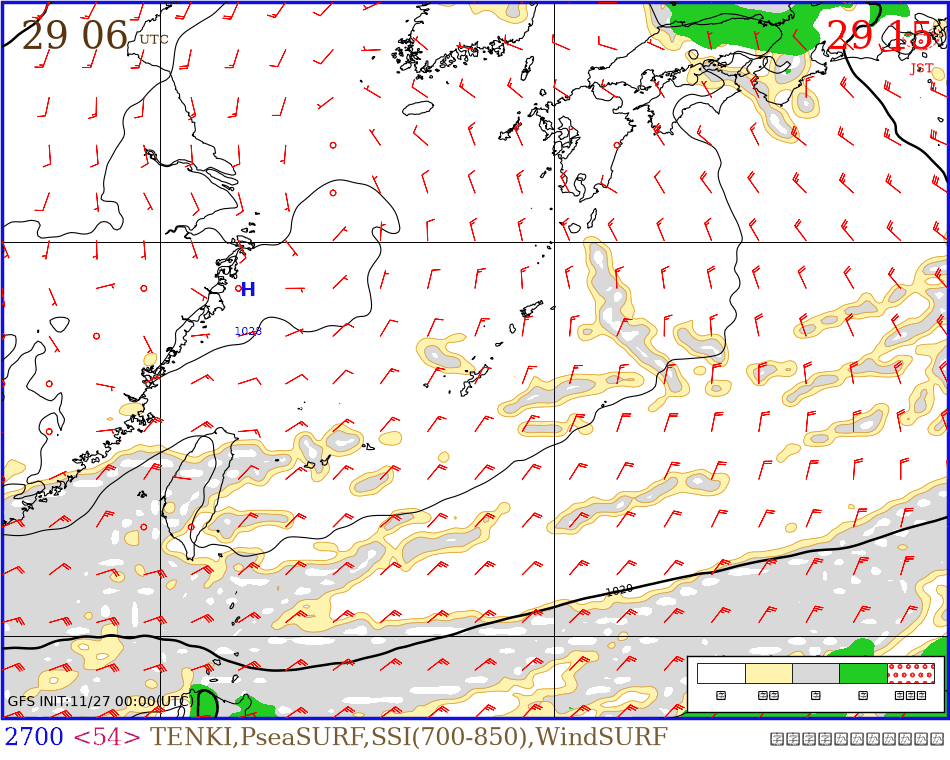 29 06 UTC
29 15 JST
H
1023
1020
GFS INIT:11/27 00:00(UTC)
2700 <54> TENKI,PseaSURF,SSI(700-850),WindSURF